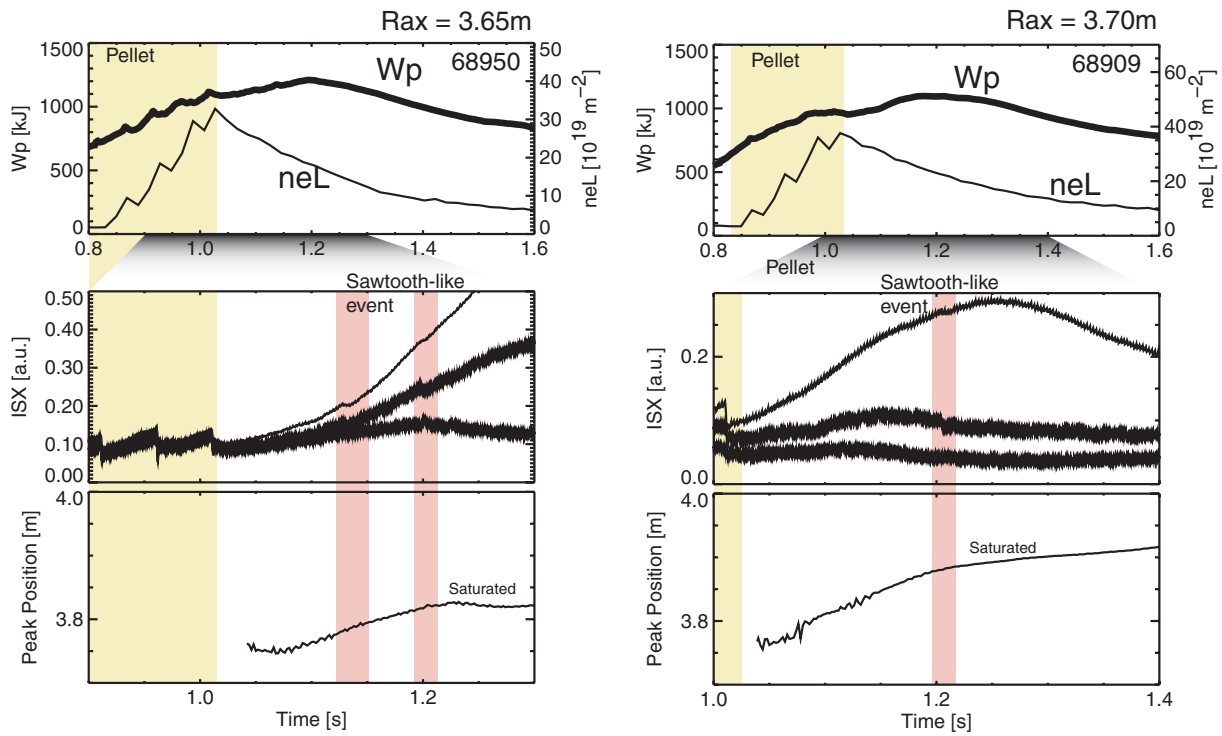 Rax = 3.65m
1500
1000
500
0
Wp [kJ]
Pellet
Wp
68950
neL
50
40
30
20
10
0
neL [10^19 m^-2]
0.8 1.0 1.2 1.4 1.6
Sawtooth-like
event
0.50
0.40
0.30
0.20
0.10
0.00
ISX [a.u.]
4.0
3.8
Peak Position [m]
Saturated
1.0 1.2
Time [s]
Rax = 3.70m
1500
1000
500
0
Wp [kJ]
Pellet
Wp
68909
neL
60
40
20
0
neL [10^19 m^-2]
0.8 1.0 1.2 1.4 1.6
Pellet
Sawtooth-like
event
0.2
0.0
ISX [a.u.]
4.0
3.8
Peak Position [m]
Saturated
1.0 1.2 1.4
Time [s]